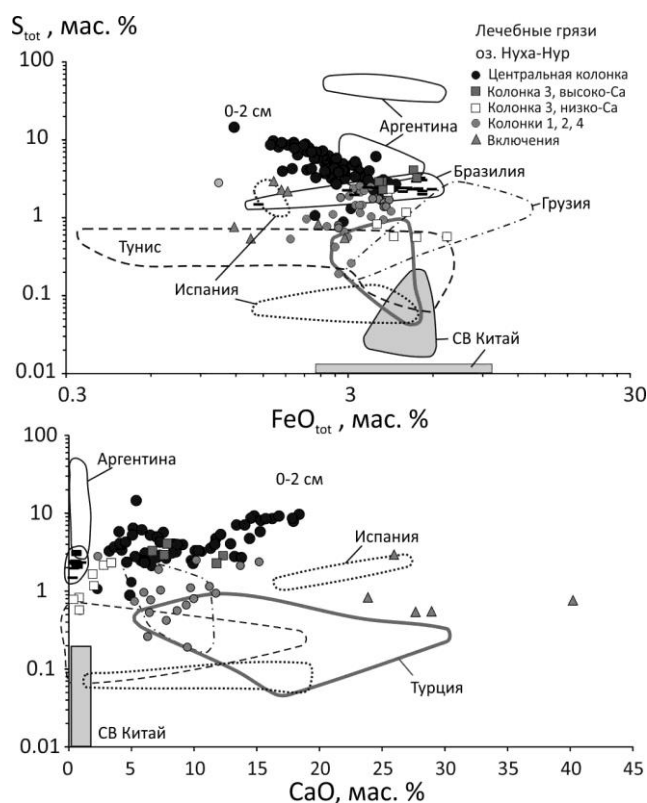 S tot , мас. %
Лечебные грязи
оз. Нуха-Нур
Центральная колонка
Колонка 3, высоко-Са
Колонка 3, низко-Са
Колонки 1, 2, 4
Включения
100
10
1
0.1
0.01
0-2 см
Аргентина
Бразилия
Грузия
Тунис
Испания
СВ Китай
0.3
3
30
FeO tot , мас. %
100
10
1
0.1
0.01
Аргентина
0-2 см
Испания
Турция
СВ Китай
0 5 10 15 20 25 30 35 40 45
CaO, мас. %